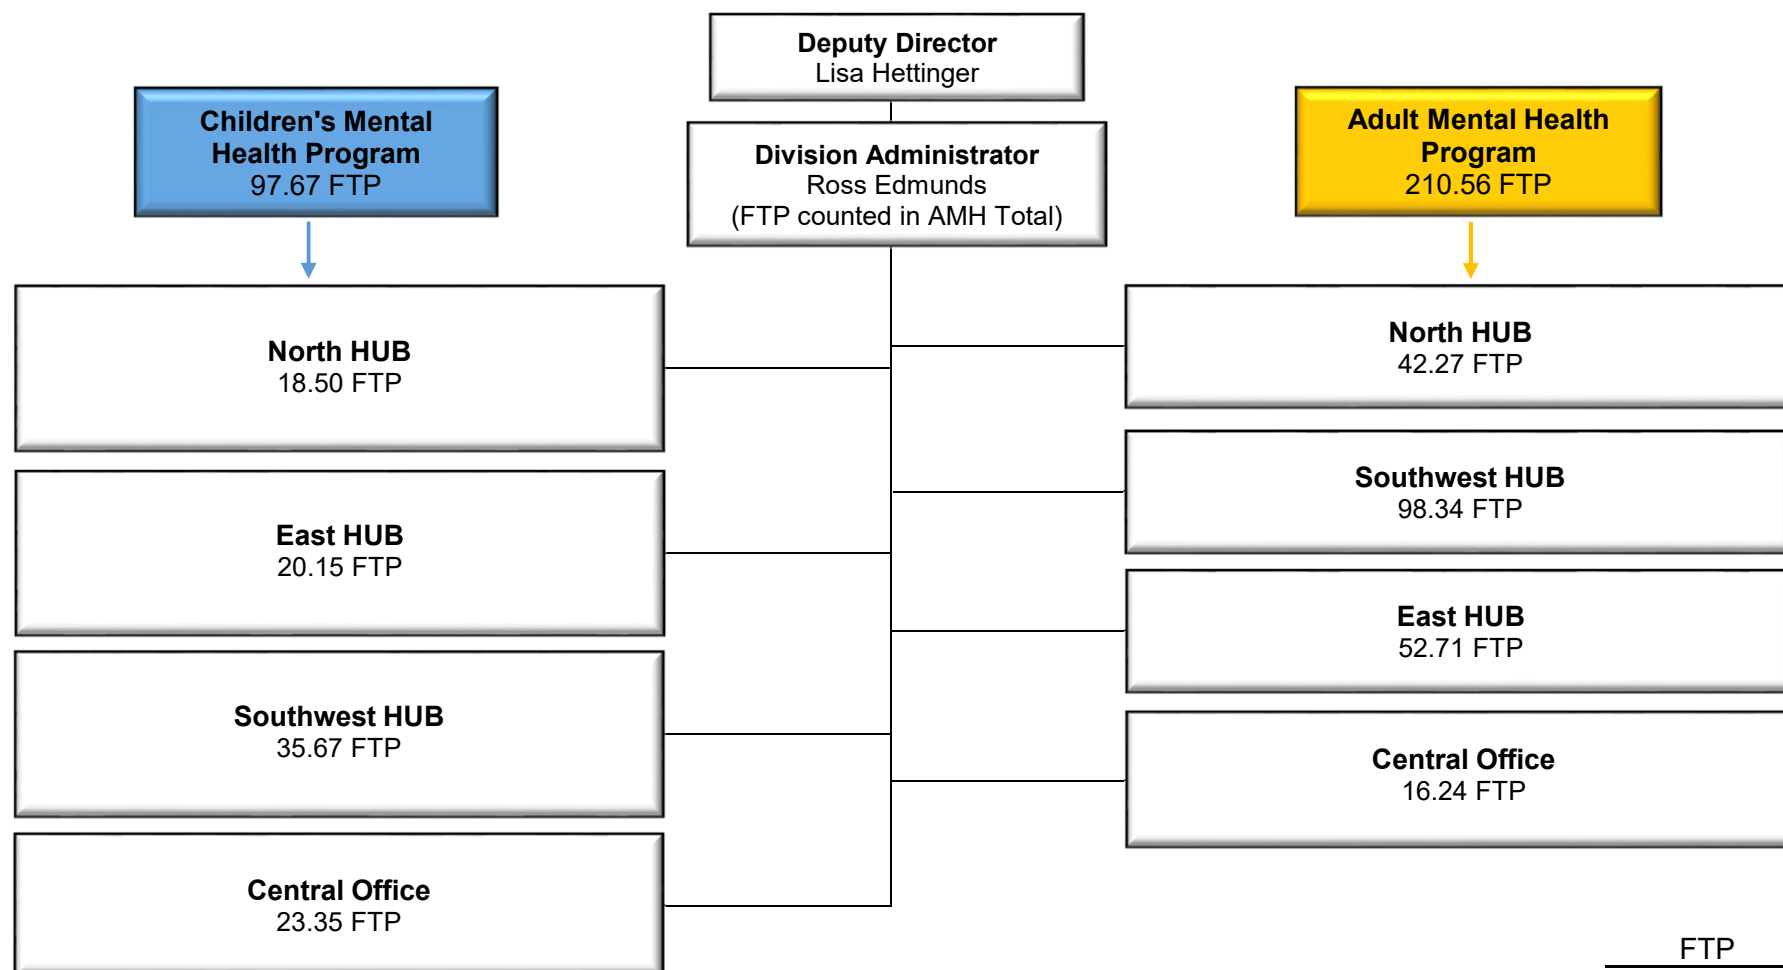 Deputy Director
Lisa Hettinger
Children's Mental
Health Program
97.67 FTP
Division Administrator
Ross Edmunds
(FTP counted in AMH Total)
Adult Mental Health
Program
210.56 FTP
North HUB
18.50 FTP
East HUB
20.15 FTP
Southwest HUB
35.67 FTP
Central Office
23.35 FTP
North HUB
42.27 FTP
Southwest HUB
98.34 FTP
East HUB
52.71 FTP
Central Office
16.24 FTP
FTP